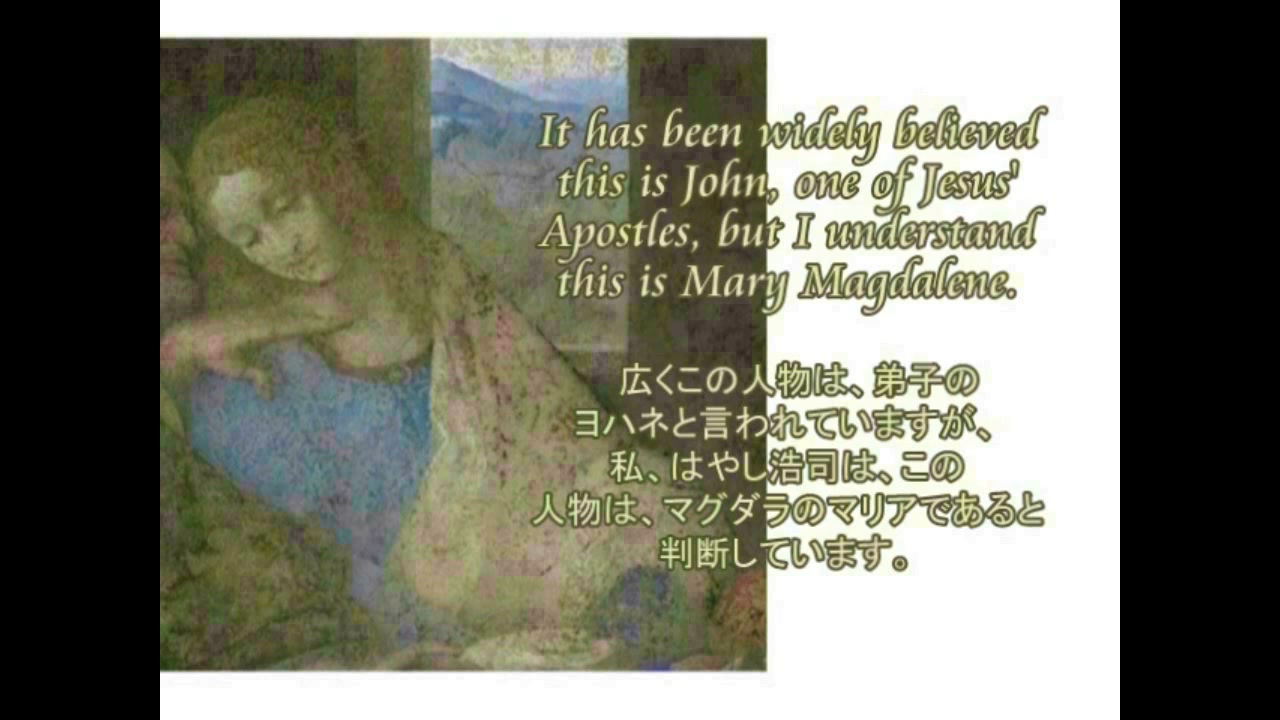 It has been widely believed
this is John, one of Jesus'
Apostles, but I understand
this is Mary Magdalene.
広くこの人物は、弟子の
ヨハネと言われていますが、
私、はやし浩司は、この
人物は、マグダラのマリアであると
判断しています。